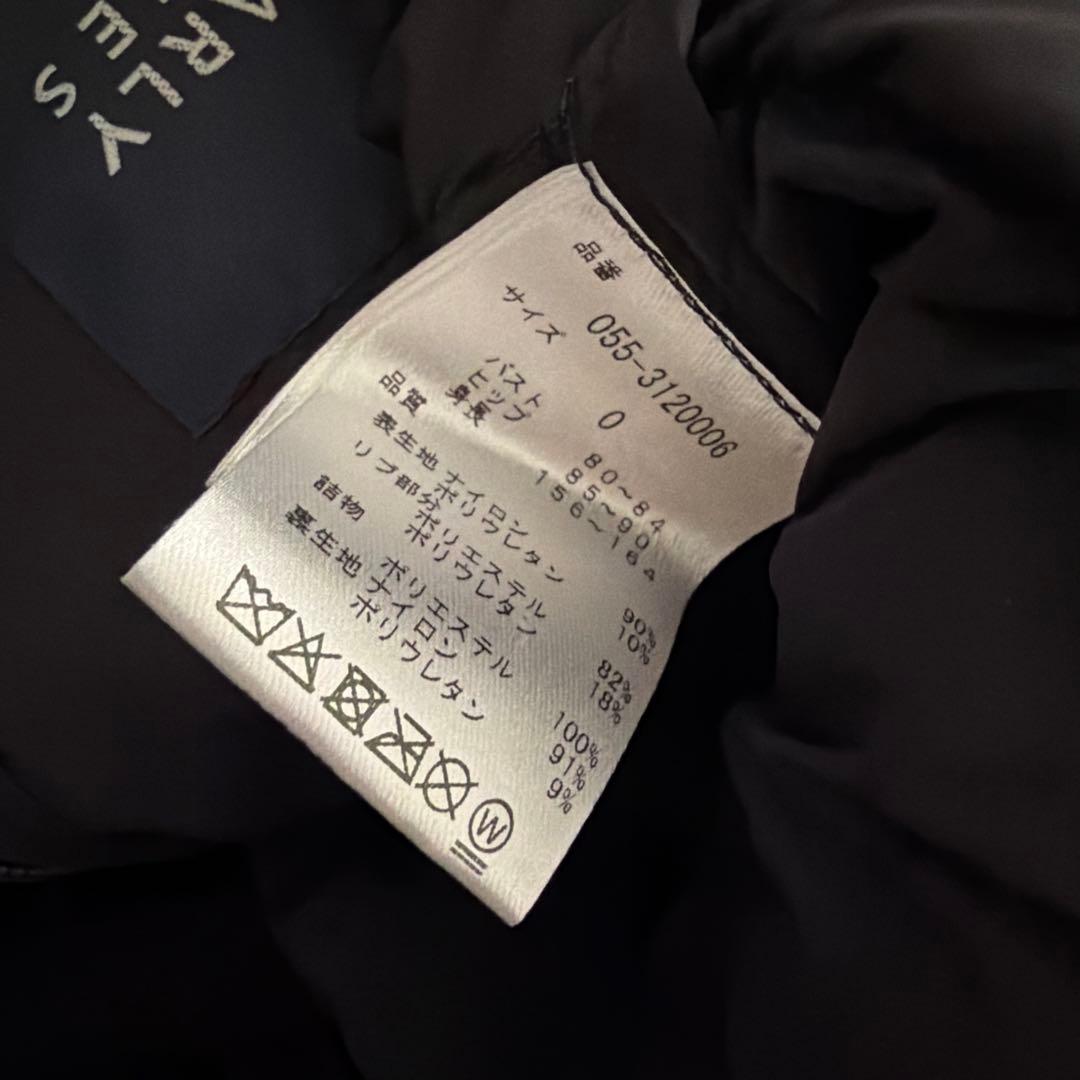 ARLY
ES
品番
055-3120006
サイズ
0
バスト 80~84
ヒップ 85~90
身長 156~164
品質
表生地 ナイロン 90%
ポリウレタン 10%
リブ部分 ポリエステル 82%
ポリウレタン 18%
詰物 ポリエステル 100%
裏生地 ナイロン 91%
ポリウレタン 9%
W